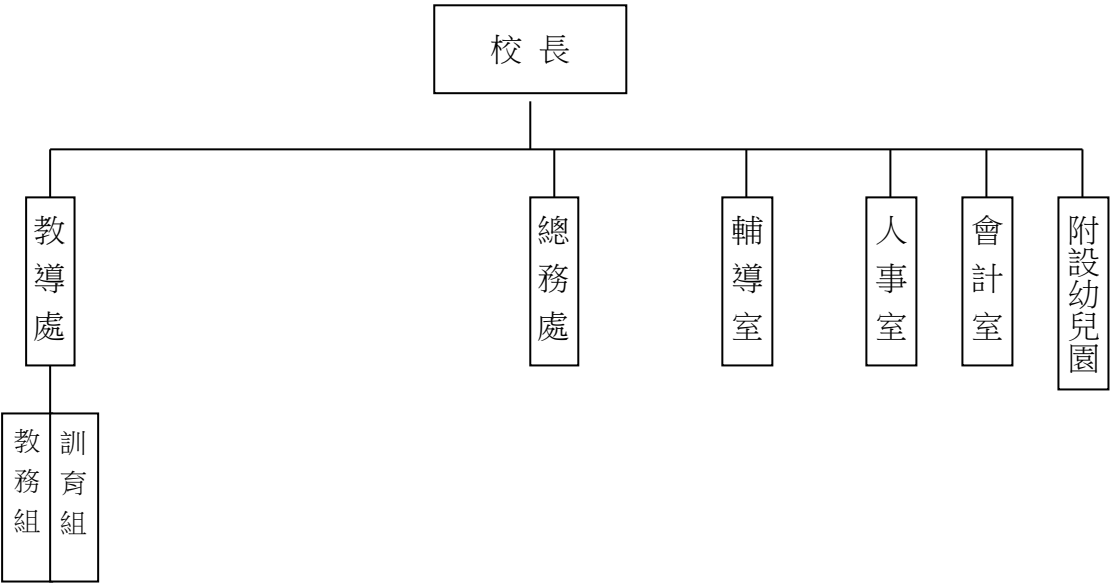 校 長
教導處
總務處
輔導室
人事室
會計室
附設幼兒園
教務組
訓育組